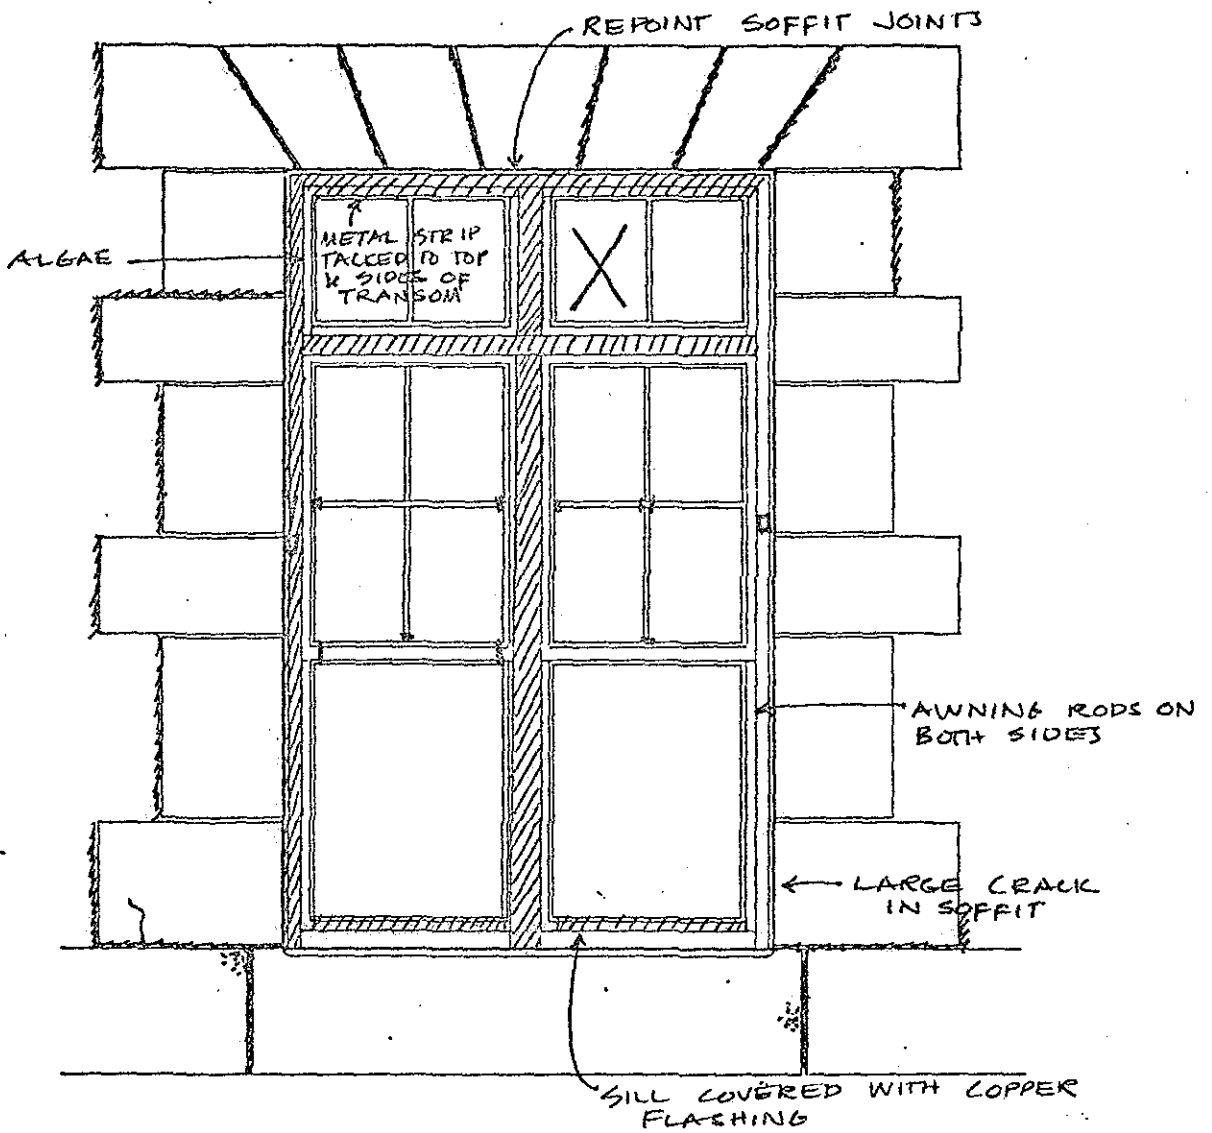 REPOINT SOFFIT JOINTS
ALGAE
METAL STRIP
TACKED TO TOP
& SIDES OF
TRANSOM
AWNING RODS ON
BOTH SIDES
LARGE CRACK
IN SOFFIT
SILL COVERED WITH COPPER
FLASHING